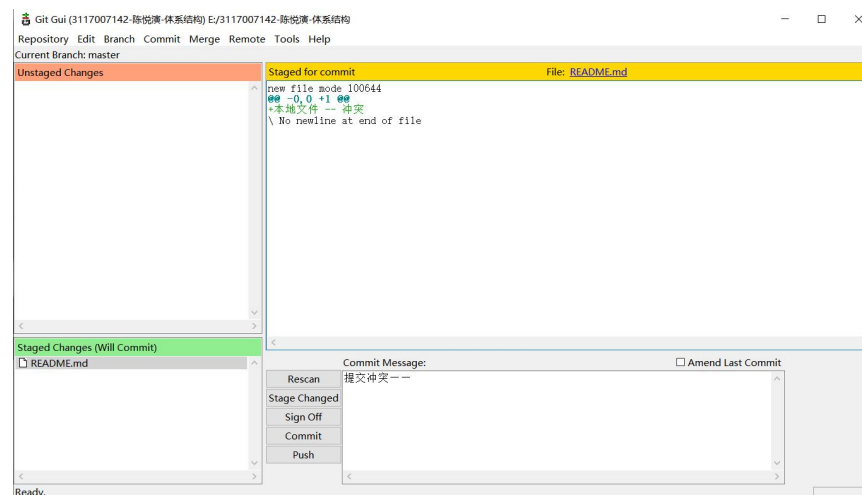 Git Gui (3117007142-陈悦演-体系结构) E:/3117007142-陈悦演-体系结构
Repository Edit Branch Commit Merge Remote Tools Help
Current Branch: master
Unstaged Changes
Staged for commit File: README.md
new file mode 100644
@@ -0,0 +1 @@
+本地文件 -- 冲突
\ No newline at end of file
Staged Changes (Will Commit)
README.md
Commit Message: Amend Last Commit
Rescan
Stage Changed
Sign Off
Commit
Push
提交冲突——
Ready.